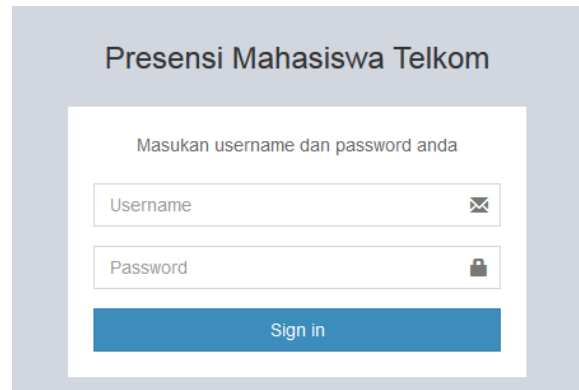 Presensi Mahasiswa Telkom
Masukan username dan password anda
Username
Password
Sign in